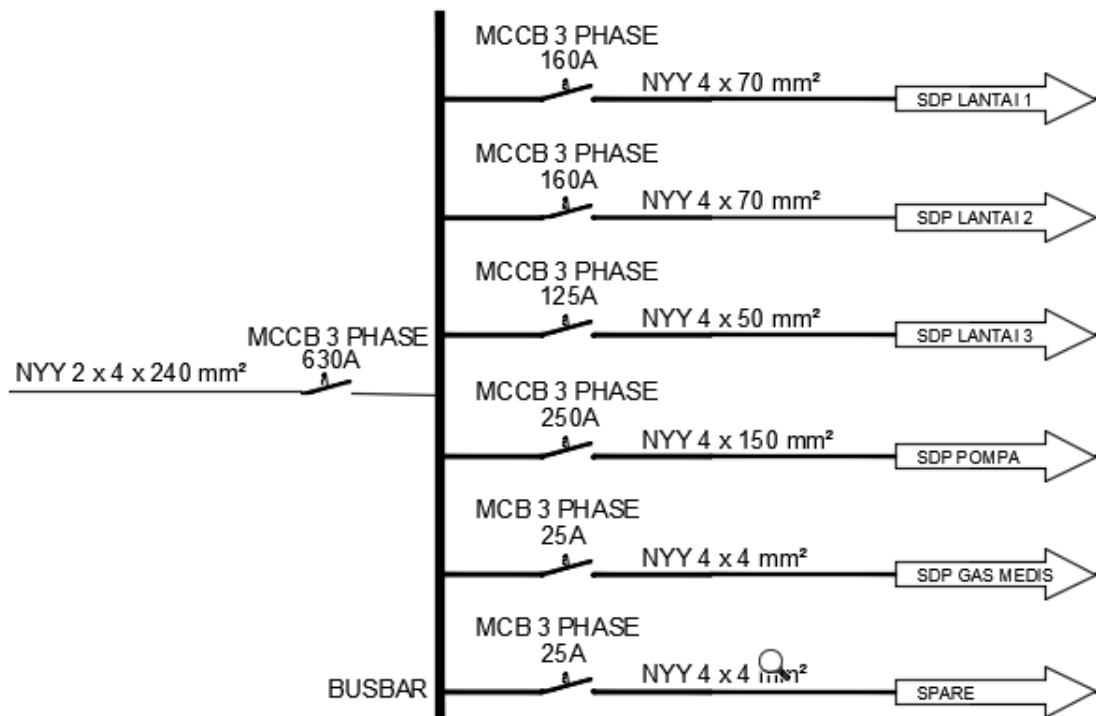 MCCB 3 PHASE
160A
NYY 4 x 70 mm²
SDP LANTAI 1
MCCB 3 PHASE
160A
NYY 4 x 70 mm²
SDP LANTAI 2
MCCB 3 PHASE
125A
NYY 4 x 50 mm²
SDP LANTAI 3
MCCB 3 PHASE
630A
NYY 2 x 4 x 240 mm²
MCCB 3 PHASE
250A
NYY 4 x 150 mm²
SDP POMPA
MCB 3 PHASE
25A
NYY 4 x 4 mm²
SDP GAS MEDIS
MCB 3 PHASE
25A
NYY 4 x 4 mm²
SPARE
BUSBAR